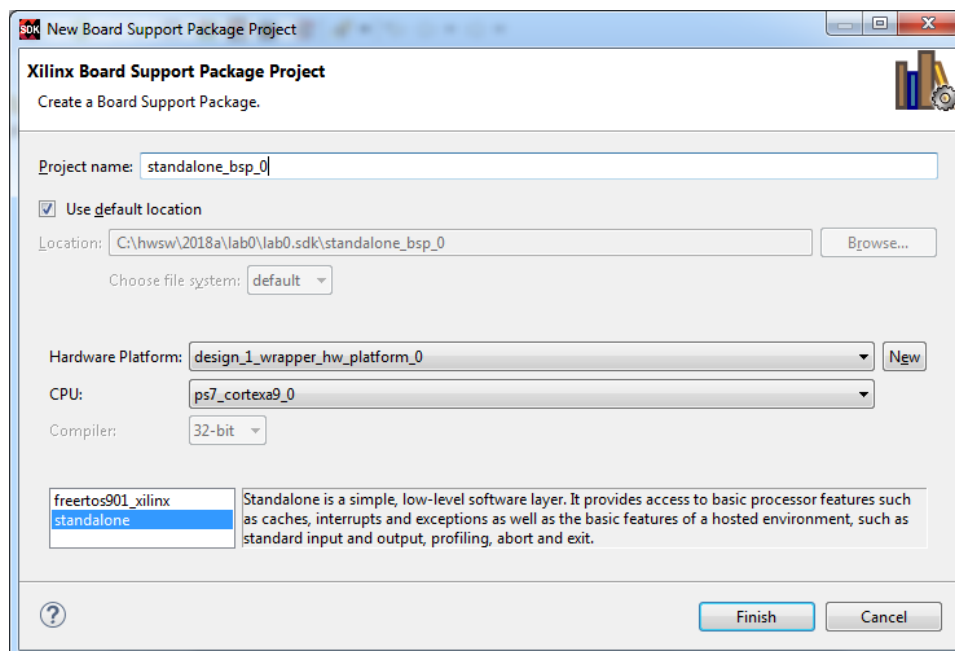 SDK New Board Support Package Project
Xilinx Board Support Package Project
Create a Board Support Package.
Project name: standalone_bsp_0
Use default location
Location: C:\hwsw\2018a\lab0\lab0.sdk\standalone_bsp_0 Browse...
Choose file system: default
Hardware Platform: design_1_wrapper_hw_platform_0 New
CPU: ps7_cortexa9_0
Compiler: 32-bit
freertos901_xilinx
standalone
Standalone is a simple, low-level software layer. It provides access to basic processor features such
as caches, interrupts and exceptions as well as the basic features of a hosted environment, such as
standard input and output, profiling, abort and exit.
? Finish Cancel